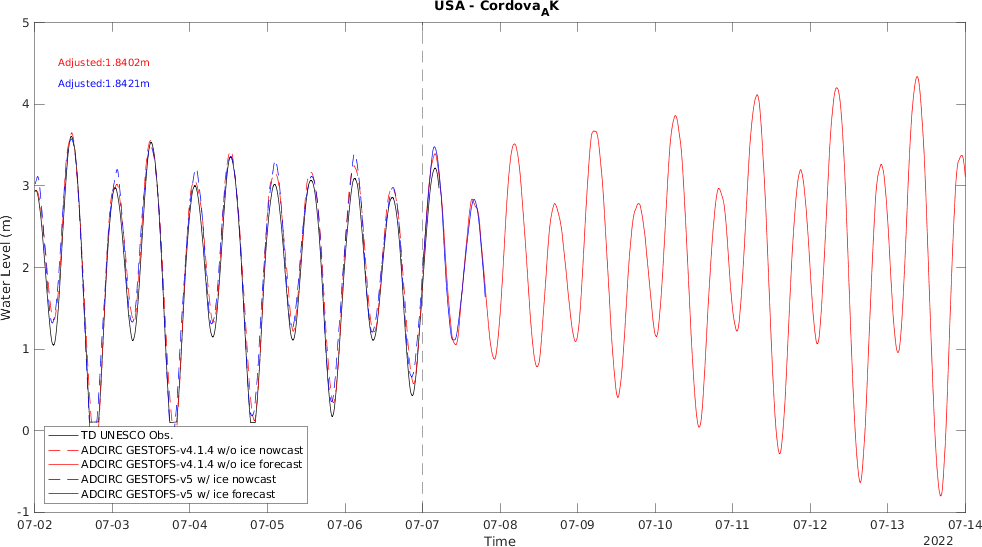 USA - Cordova_AK
5
Adjusted:1.8402m
Adjusted:1.8421m
4
3
2
1
0
-1
Water Level (m)
TD UNESCO Obs.
ADCIRC GESTOFS-v4.1.4 w/o ice nowcast
ADCIRC GESTOFS-v4.1.4 w/o ice forecast
ADCIRC GESTOFS-v5 w/ ice nowcast
ADCIRC GESTOFS-v5 w/ ice forecast
07-02 07-03 07-04 07-05 07-06 07-07 07-08 07-09 07-10 07-11 07-12 07-13 07-14
Time
2022